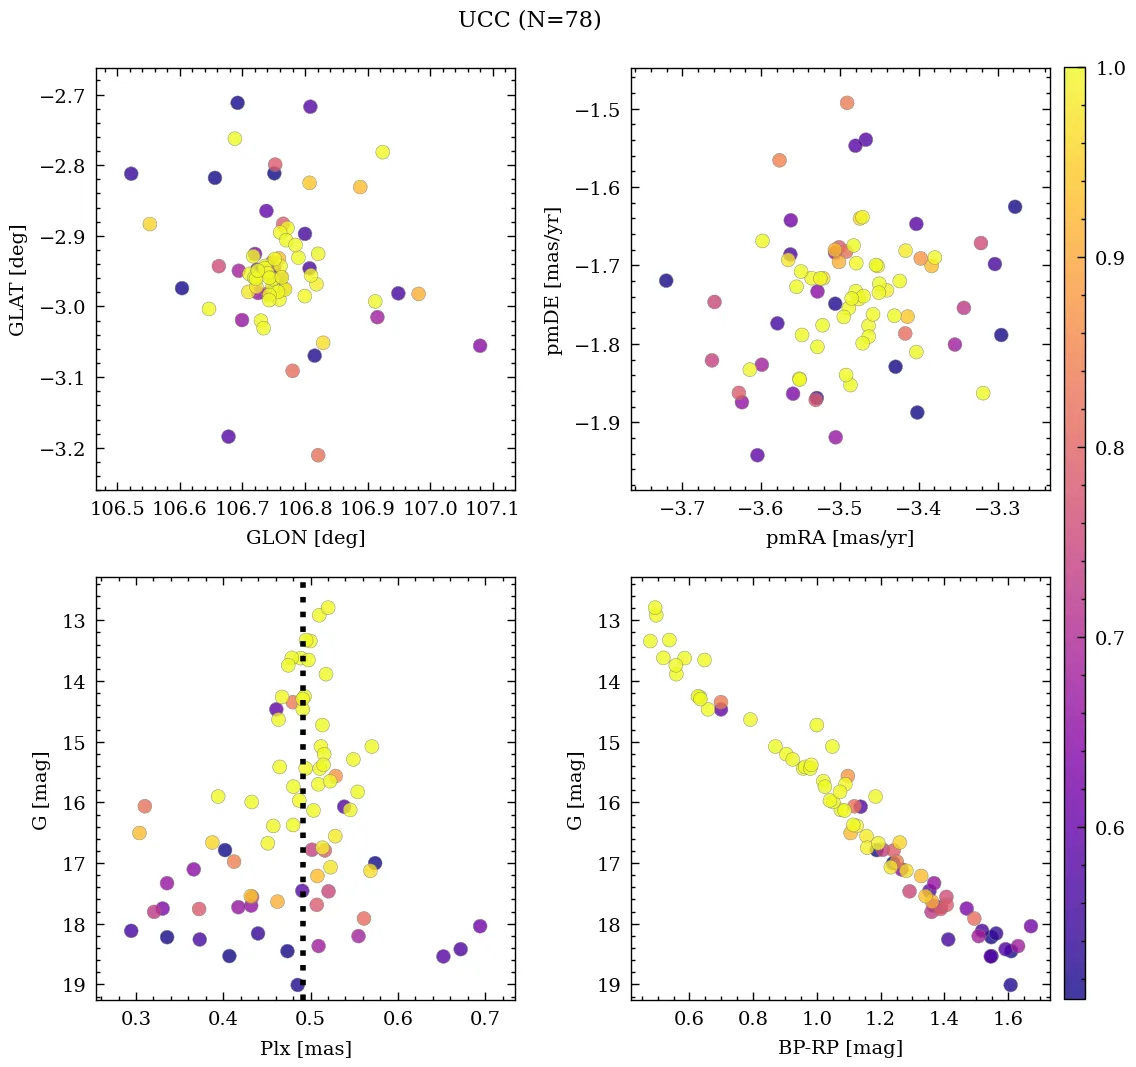 UCC (N=78)
−2.7
−2.8
−2.9
−3.0
−3.1
−3.2
GLAT [deg]
106.5 106.6 106.7 106.8 106.9 107.0 107.1
GLON [deg]
−1.5
−1.6
−1.7
−1.8
−1.9
pmDE [mas/yr]
−3.7 −3.6 −3.5 −3.4 −3.3
pmRA [mas/yr]
1.0
0.9
0.8
0.7
0.6
13
14
15
16
17
18
19
G [mag]
0.3 0.4 0.5 0.6 0.7
Plx [mas]
13
14
15
16
17
18
19
G [mag]
0.6 0.8 1.0 1.2 1.4 1.6
BP-RP [mag]